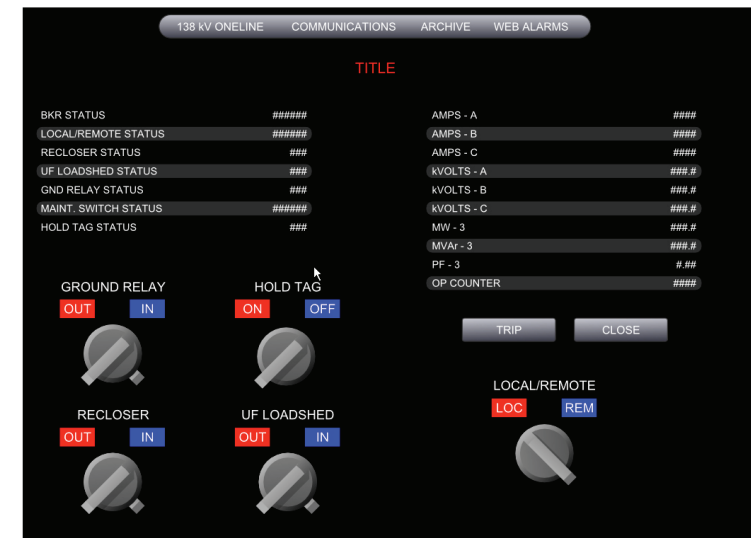 138 kV ONELINE COMMUNICATIONS ARCHIVE WEB ALARMS
TITLE
BKR STATUS ######
LOCAL/REMOTE STATUS ######
RECLOSER STATUS ###
UF LOADSHED STATUS ###
GND RELAY STATUS ###
MAINT. SWITCH STATUS ######
HOLD TAG STATUS ###
AMPS - A ####
AMPS - B ####
AMPS - C ####
kVOLTS - A ###.#
kVOLTS - B ###.#
kVOLTS - C ###.#
MW - 3 ###.#
MVAr - 3 ###.#
PF - 3 #.##
OP COUNTER ####
GROUND RELAY
OUT IN
HOLD TAG
ON OFF
TRIP CLOSE
RECLOSER
OUT IN
UF LOADSHED
OUT IN
LOCAL/REMOTE
LOC REM